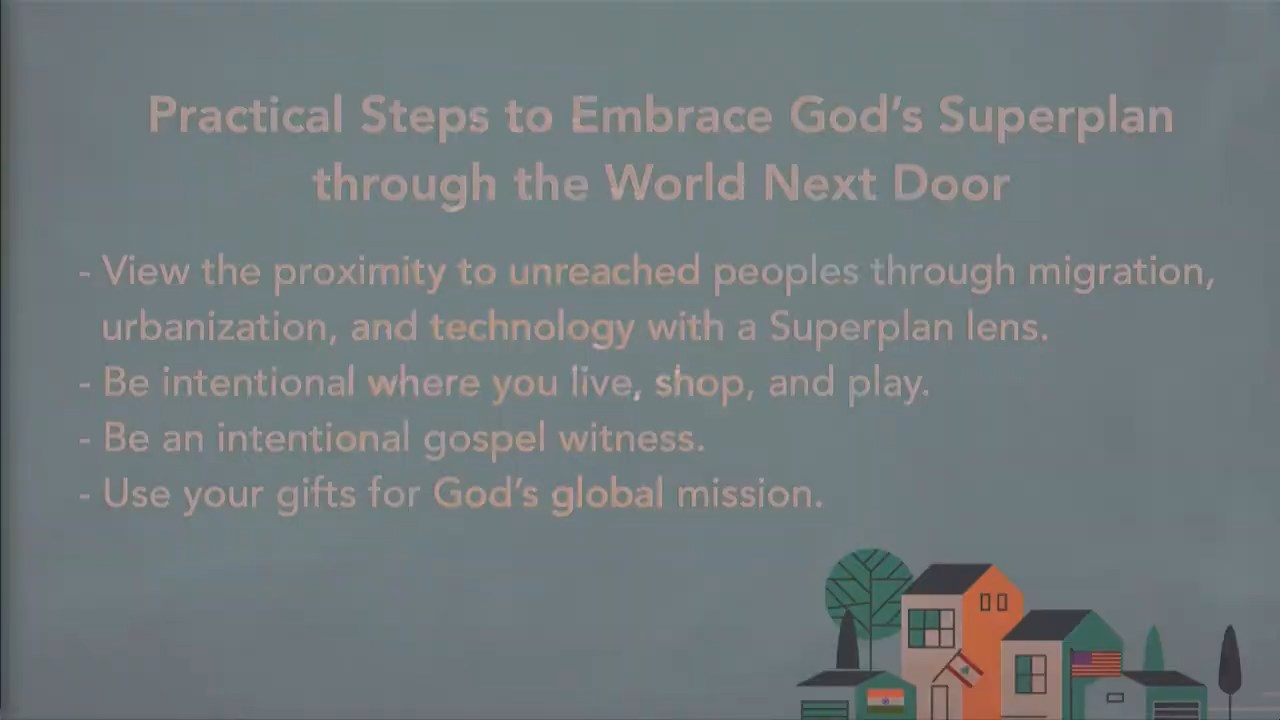 Practical Steps to Embrace God's Superplan
through the World Next Door
- View the proximity to unreached peoples through migration,
urbanization, and technology with a Superplan lens.
- Be intentional where you live, shop, and play.
- Be an intentional gospel witness.
- Use your gifts for God's global mission.